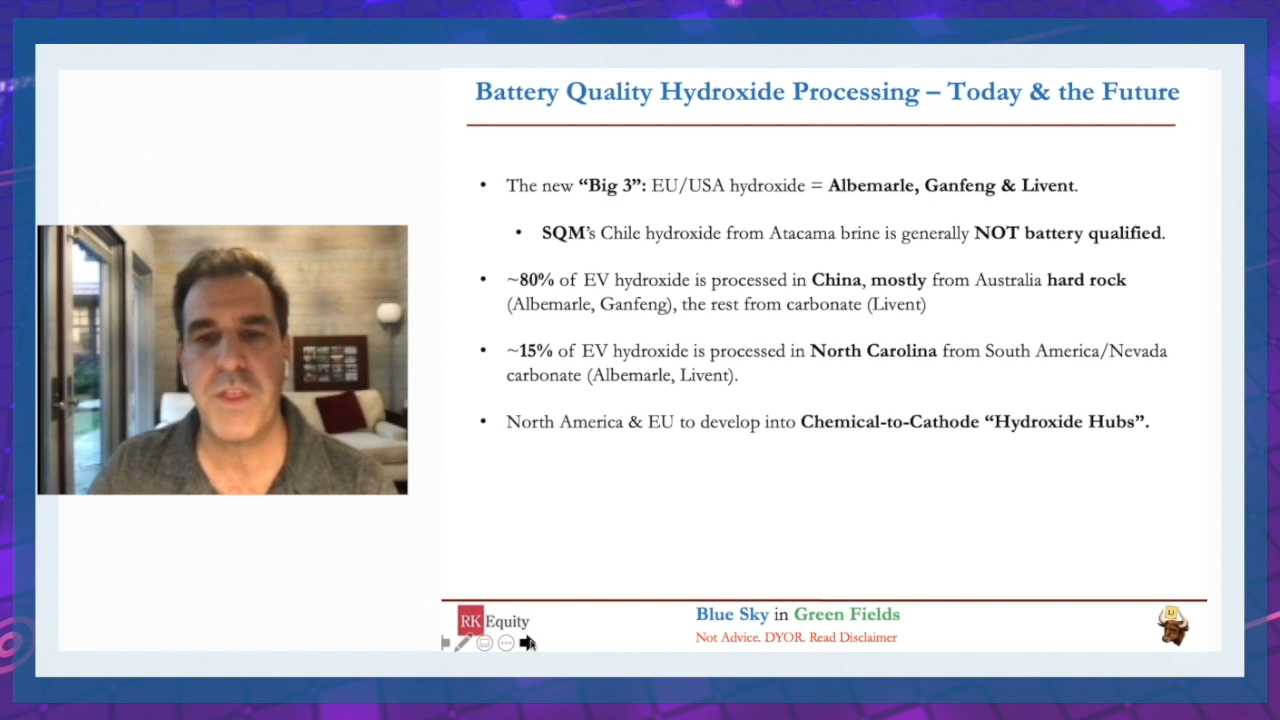 Battery Quality Hydroxide Processing – Today & the Future
• The new “Big 3”: EU/USA hydroxide = Albemarle, Ganfeng & Livent.
• SQM’s Chile hydroxide from Atacama brine is generally NOT battery qualified.
• ~80% of EV hydroxide is processed in China, mostly from Australia hard rock
(Albemarle, Ganfeng), the rest from carbonate (Livent)
• ~15% of EV hydroxide is processed in North Carolina from South America/Nevada
carbonate (Albemarle, Livent).
• North America & EU to develop into Chemical-to-Cathode “Hydroxide Hubs”.
RK Equity
Blue Sky in Green Fields
Not Advice. DYOR. Read Disclaimer
Li